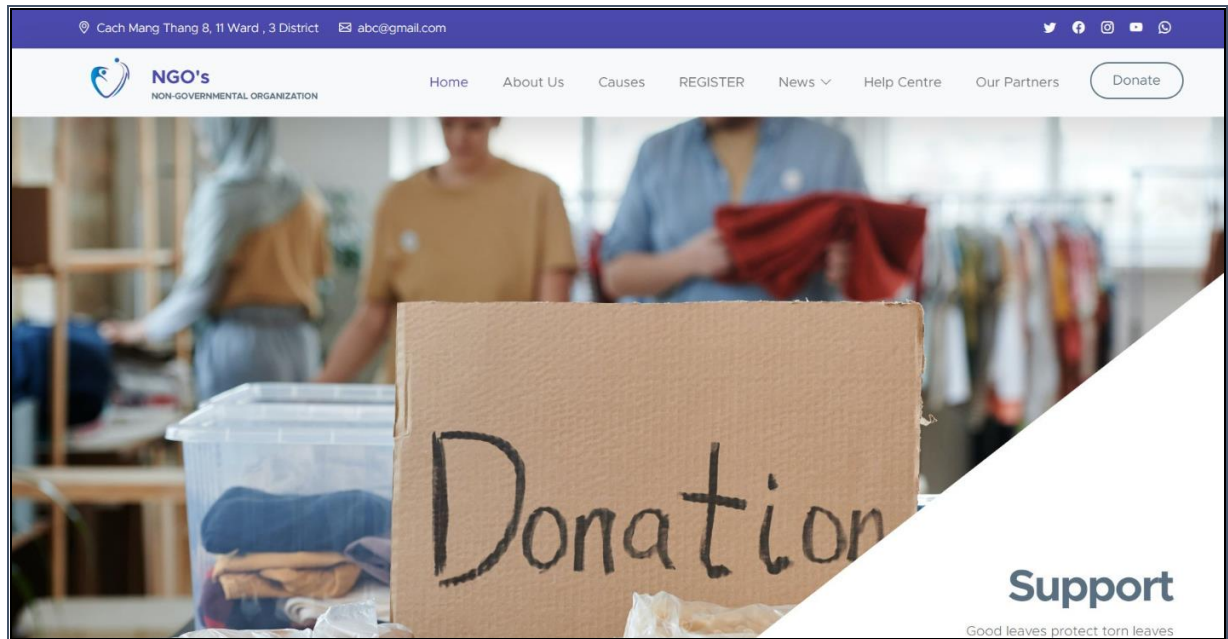 Cach Mang Thang 8, 11 Ward , 3 District abc@gmail.com
NGO's
NON-GOVERNMENTAL ORGANIZATION
Home About Us Causes REGISTER News Help Centre Our Partners Donate
Donation
Support
Good leaves protect torn leaves